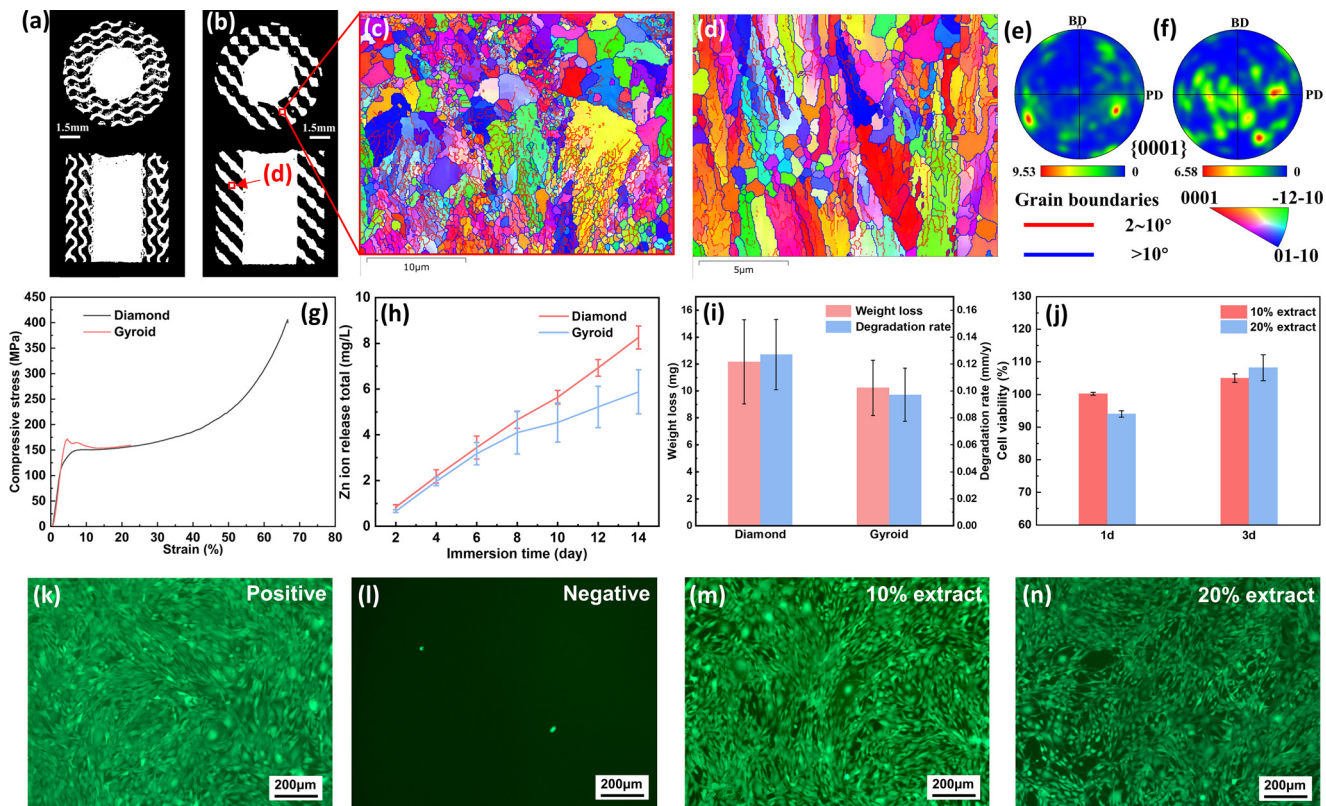 (a)
1.5mm
(b)
1.5mm
(d)
(c)
10μm
(d)
5μm
(e)
BD
PD
(f)
BD
PD
{0001}
9.53
0
6.58
0
Grain boundaries
2~10°
>10°
0001
-12-10
01-10
(g)
Diamond
Gyroid
Compressive stress (MPa)
450
400
350
300
250
200
150
100
50
0
0 10 20 30 40 50 60 70 80
Strain (%)
(h)
Diamond
Gyroid
Zn ion release total (mg/L)
10
8
6
4
2
0
2 4 6 8 10 12 14
Immersion time (day)
(i)
Weight loss
Degradation rate
Weight loss (mg)
16
14
12
10
8
6
4
2
0
Diamond Gyroid
0.16
0.14
0.12
0.10
0.08
0.06
0.04
0.02
0.00
Degradation rate (mm/y)
(j)
10% extract
20% extract
Cell viability (%)
130
120
110
100
90
80
70
60
1d 3d
(k)
Positive
200μm
(l)
Negative
200μm
(m)
10% extract
200μm
(n)
20% extract
200μm